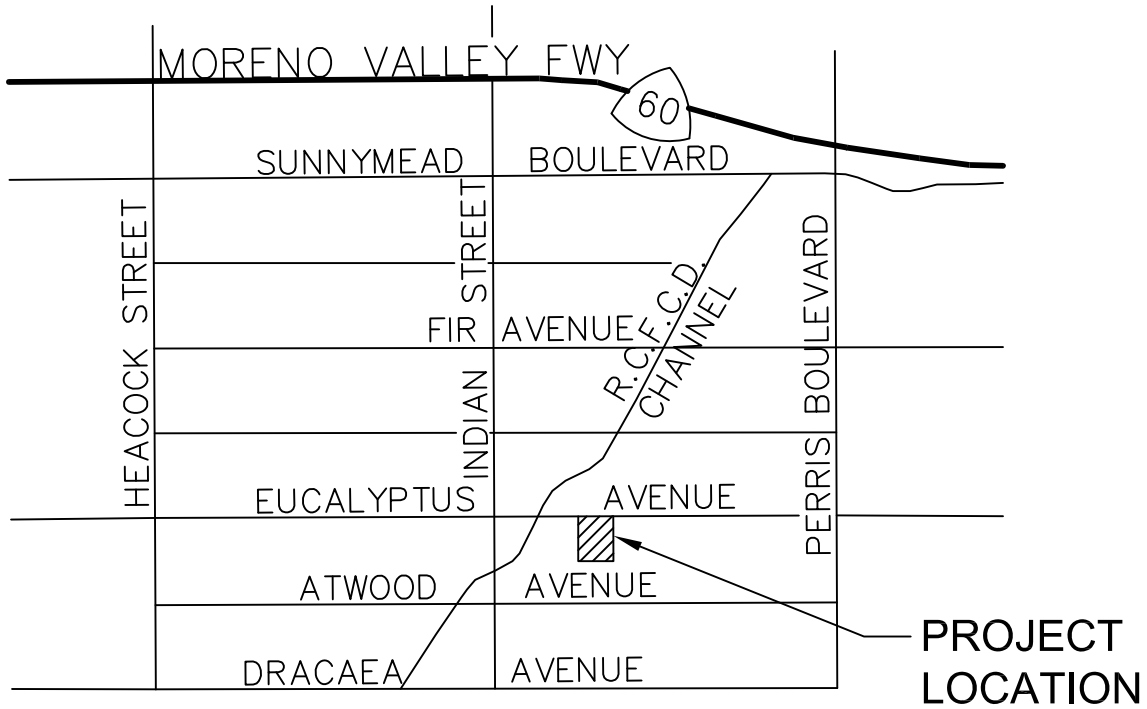 MORENO VALLEY FWY
60
SUNNYMEAD BOULEVARD
HEACOCK STREET
INDIAN STREET
PERRIS BOULEVARD
R.C.F.C.D.
CHANNEL
FIR AVENUE
EUCALYPTUS AVENUE
ATWOOD AVENUE
DRACAEA AVENUE
PROJECT
LOCATION